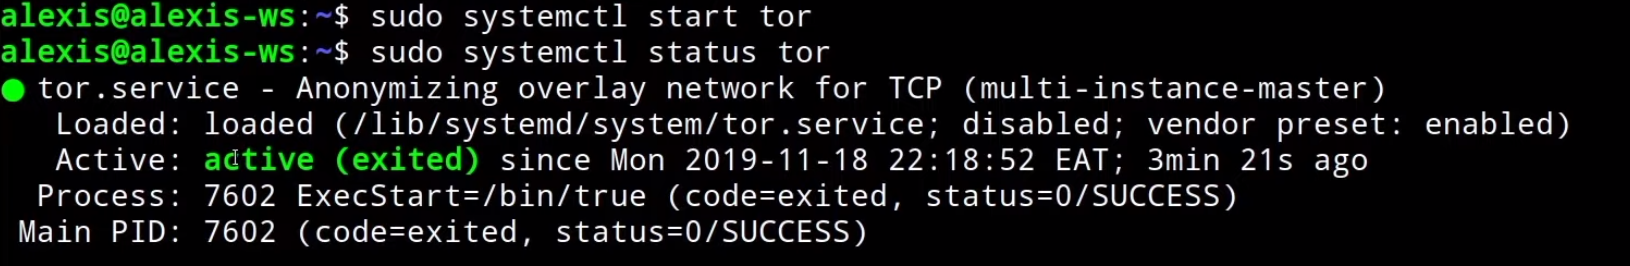 alexis@alexis-ws:~$ sudo systemctl start tor
alexis@alexis-ws:~$ sudo systemctl status tor
● tor.service - Anonymizing overlay network for TCP (multi-instance-master)
   Loaded: loaded (/lib/systemd/system/tor.service; disabled; vendor preset: enabled)
   Active: active (exited) since Mon 2019-11-18 22:18:52 EAT; 3min 21s ago
  Process: 7602 ExecStart=/bin/true (code=exited, status=0/SUCCESS)
 Main PID: 7602 (code=exited, status=0/SUCCESS)